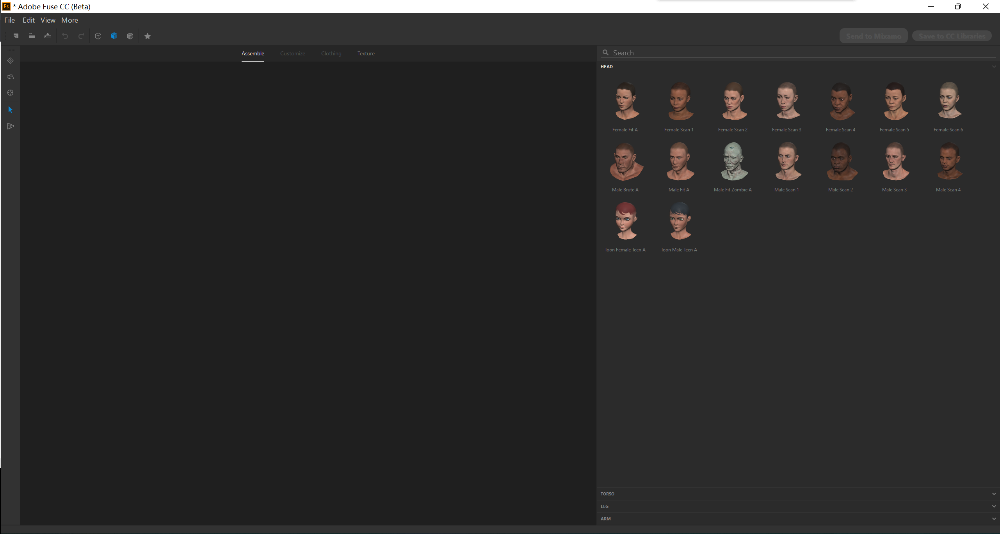 Fs * Adobe Fuse CC (Beta)
File Edit View More
Send to Mixamo Save to CC Libraries
Assemble Customize Clothing Texture
Search
HEAD
Female Fit A Female Scan 1 Female Scan 2 Female Scan 3 Female Scan 4 Female Scan 5 Female Scan 6
Male Brute A Male Fit A Male Fit Zombie A Male Scan 1 Male Scan 2 Male Scan 3 Male Scan 4
Toon Female Teen A Toon Male Teen A
TORSO
LEG
ARM